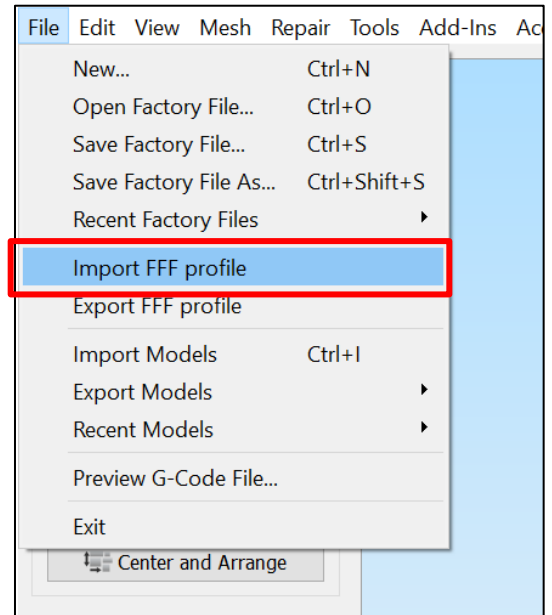 File Edit View Mesh Repair Tools Add-Ins Ac
New... Ctrl+N
Open Factory File... Ctrl+O
Save Factory File... Ctrl+S
Save Factory File As... Ctrl+Shift+S
Recent Factory Files
Import FFF profile
Export FFF profile
Import Models Ctrl+I
Export Models
Recent Models
Preview G-Code File...
Exit
Center and Arrange